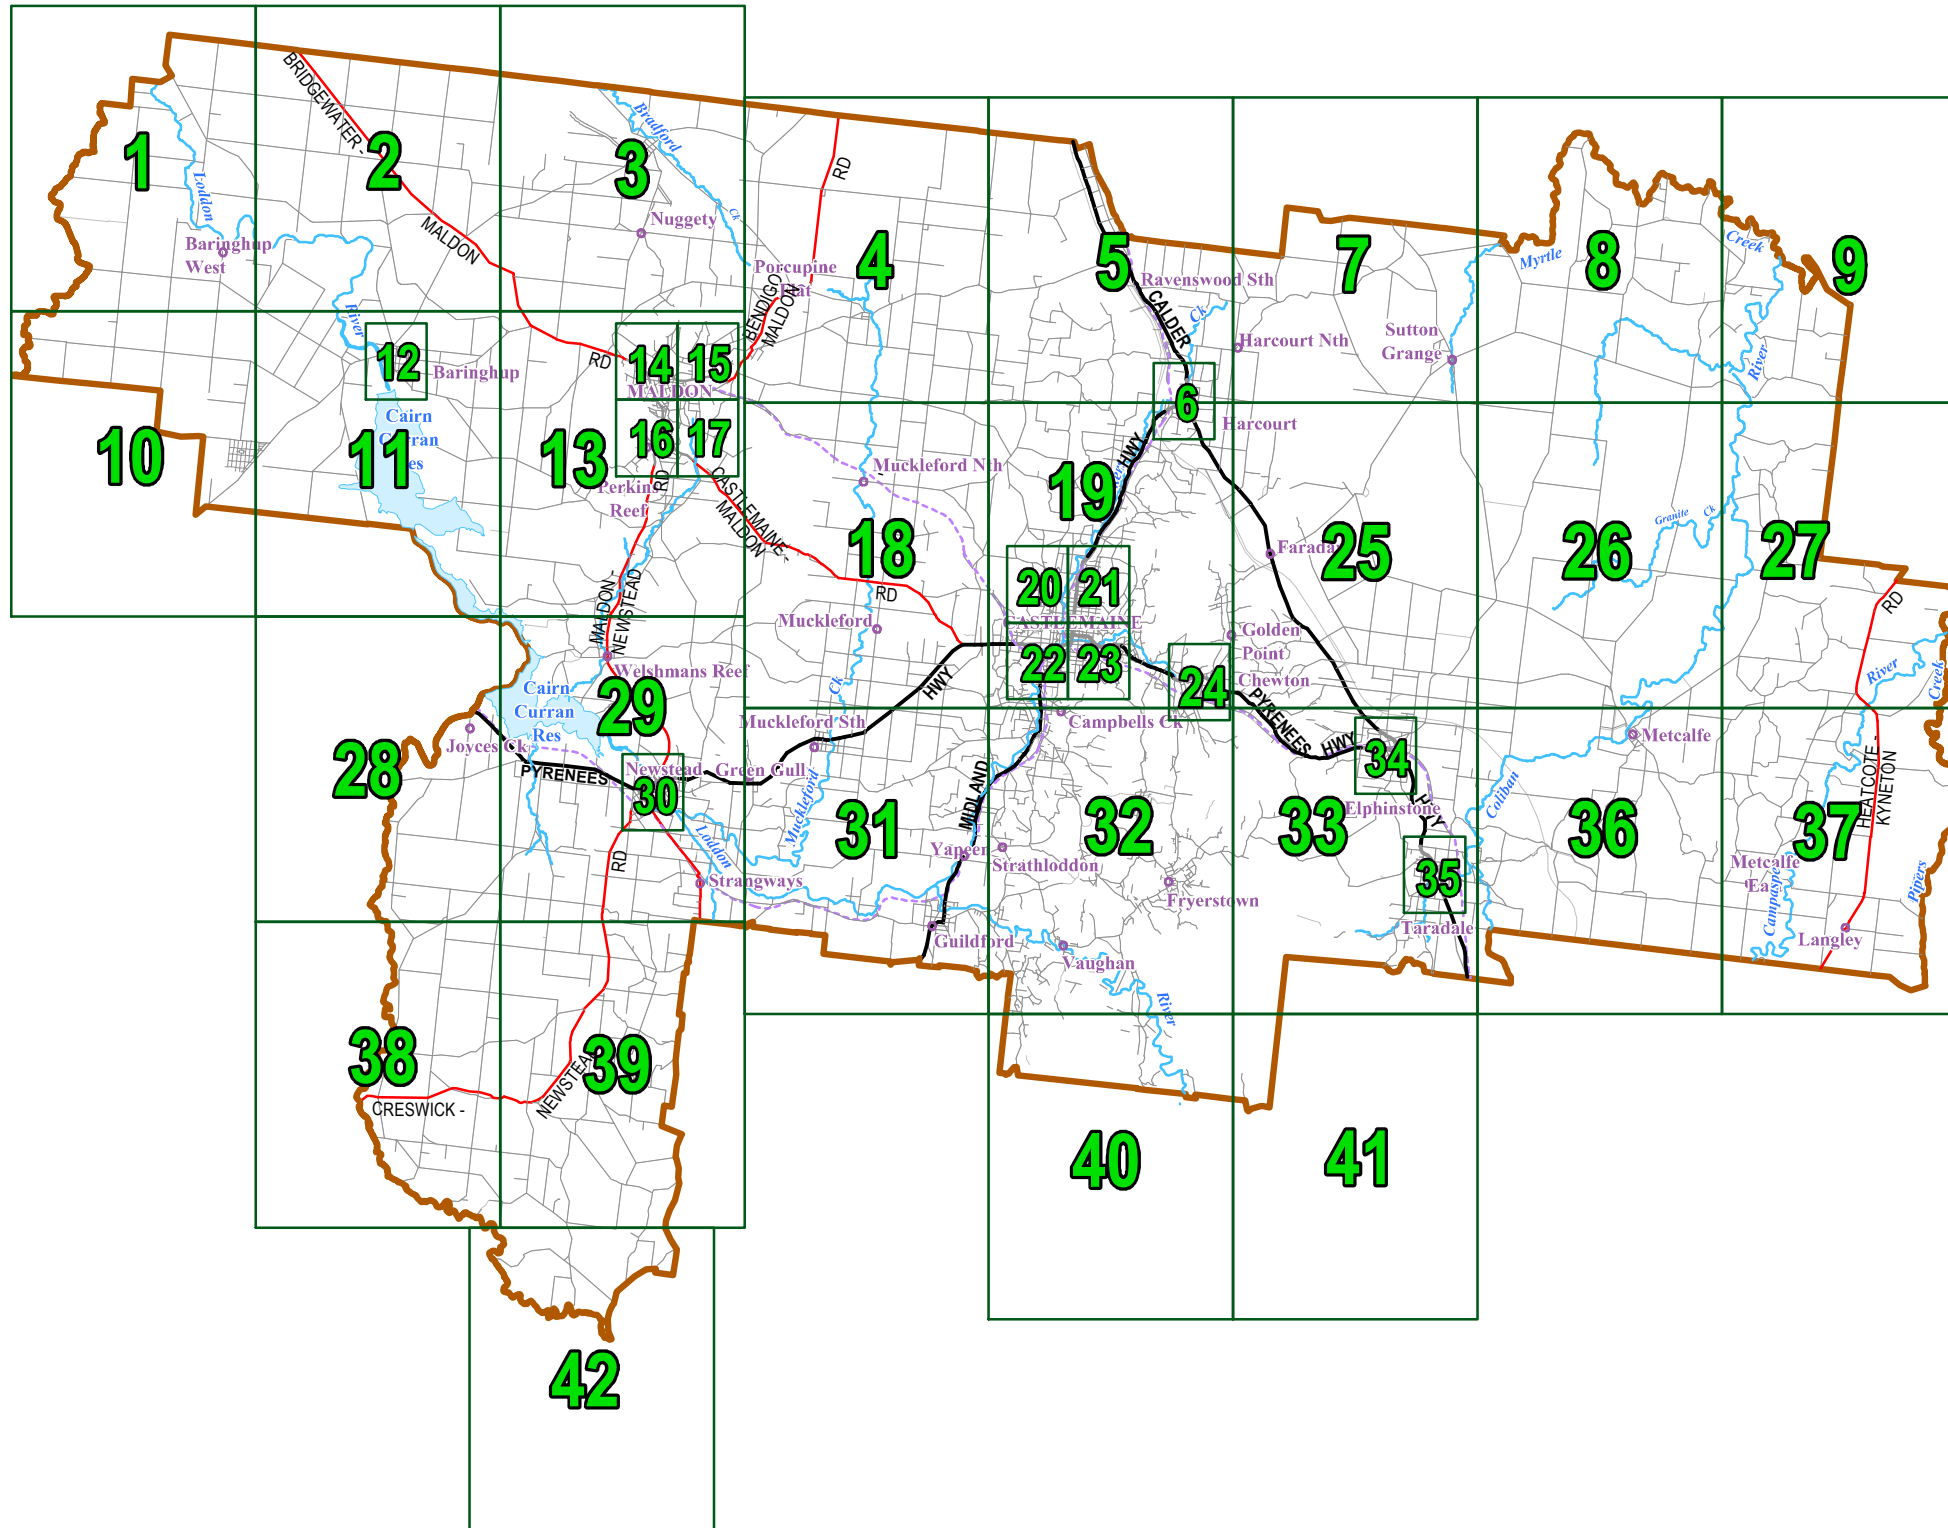 1
2
3
4
5
6
7
8
9
10
11
12
13
14
15
16
17
18
19
20
21
22
23
24
25
26
27
28
29
30
31
32
33
34
35
36
37
38
39
40
41
42
BRIDGEWATER -
MALDON
RD
Bradford
Ck
Loddon
River
Baringhup
West
Nuggety
Porcupine
Flat
BENDIGO
MALDON
RD
Ravenswood Sth
CALDER
Ck
Harcourt Nth
Sutton
Grange
Myrtle
Creek
River
Baringhup
MALDON
Cairn
Curran
Perkins
Reef
RD
CASTLEMAINE -
MALDON
RD
Muckleford Nth
HWY
Harcourt
Faraday
Granite
Ck
RD
MALDON -
NEWSTEAD
Muckleford
CASTLEMAINE
Golden
Point
Chewton
Welshmans Reef
Cairn
Curran
Res
Joyces Ck
PYRENEES
Newstead
Green Gully
Muckleford Sth
HWY
Ck
Muckleford
Campbells Ck
PYRENEES
HWY
MIDLAND
Metcalfe
River
Creek
HEATCOTE -
KYNETON
Elphinstone
HWY
Coliban
RD
Loddon
Strangways
Yapeen
Strathloddon
Fryerstown
Metcalfe
Campaspe
Pipers
Guildford
Vaughan
River
Taradale
Langley
CRESWICK -